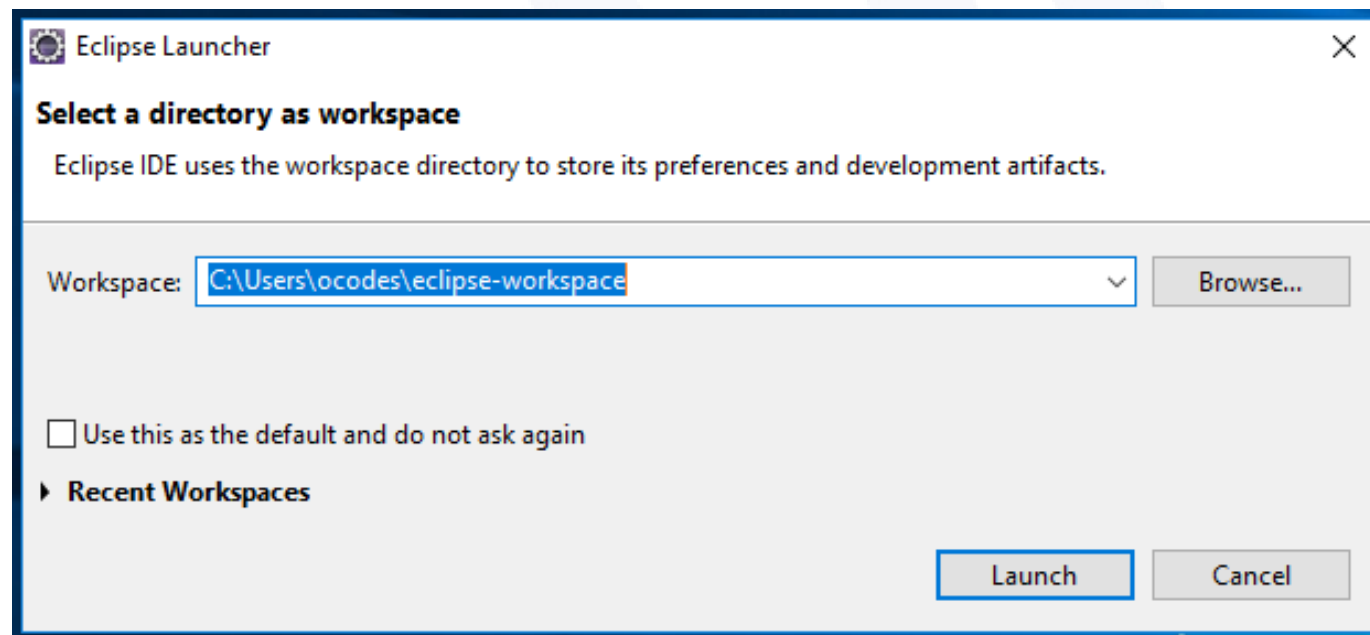 Eclipse Launcher
Select a directory as workspace
Eclipse IDE uses the workspace directory to store its preferences and development artifacts.
Workspace: C:\Users\ocodes\eclipse-workspace Browse...
Use this as the default and do not ask again
Recent Workspaces
Launch Cancel